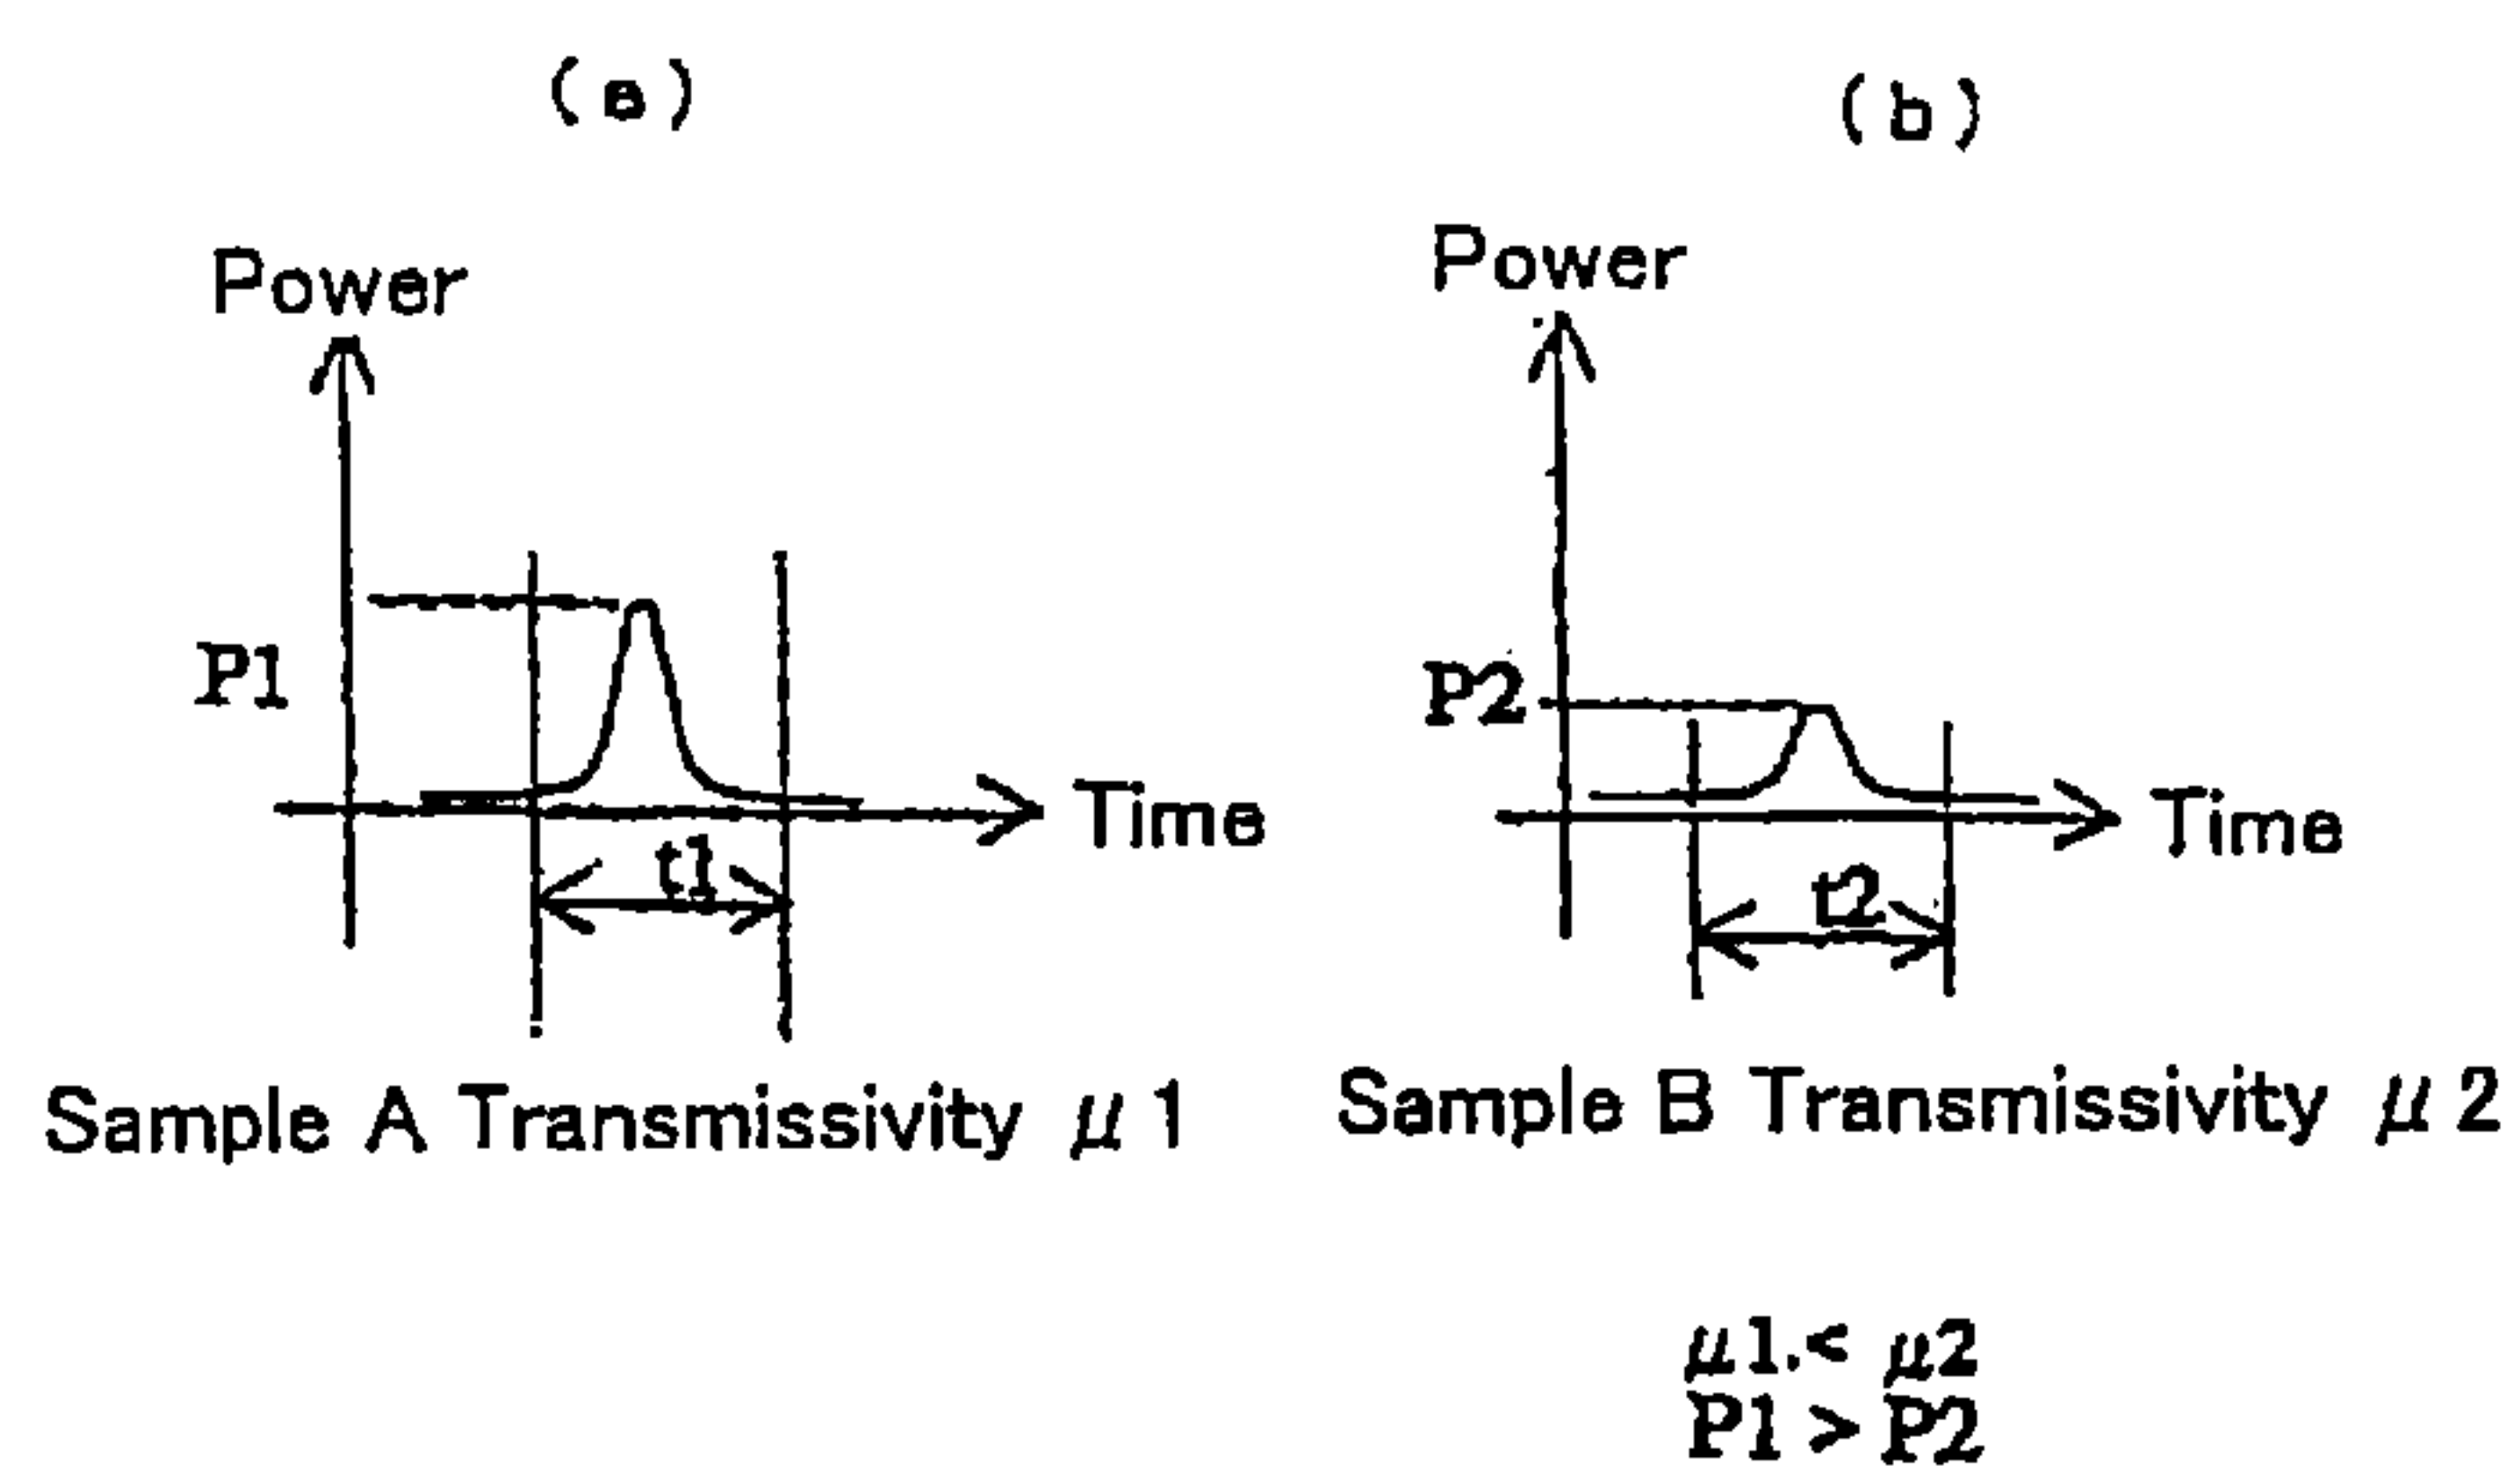 (a)
(b)
Power
Power
P1
P2
Time
Time
t1
t2
Sample A Transmissivity μ1
Sample B Transmissivity μ2
μ1.< μ2
P1 > P2